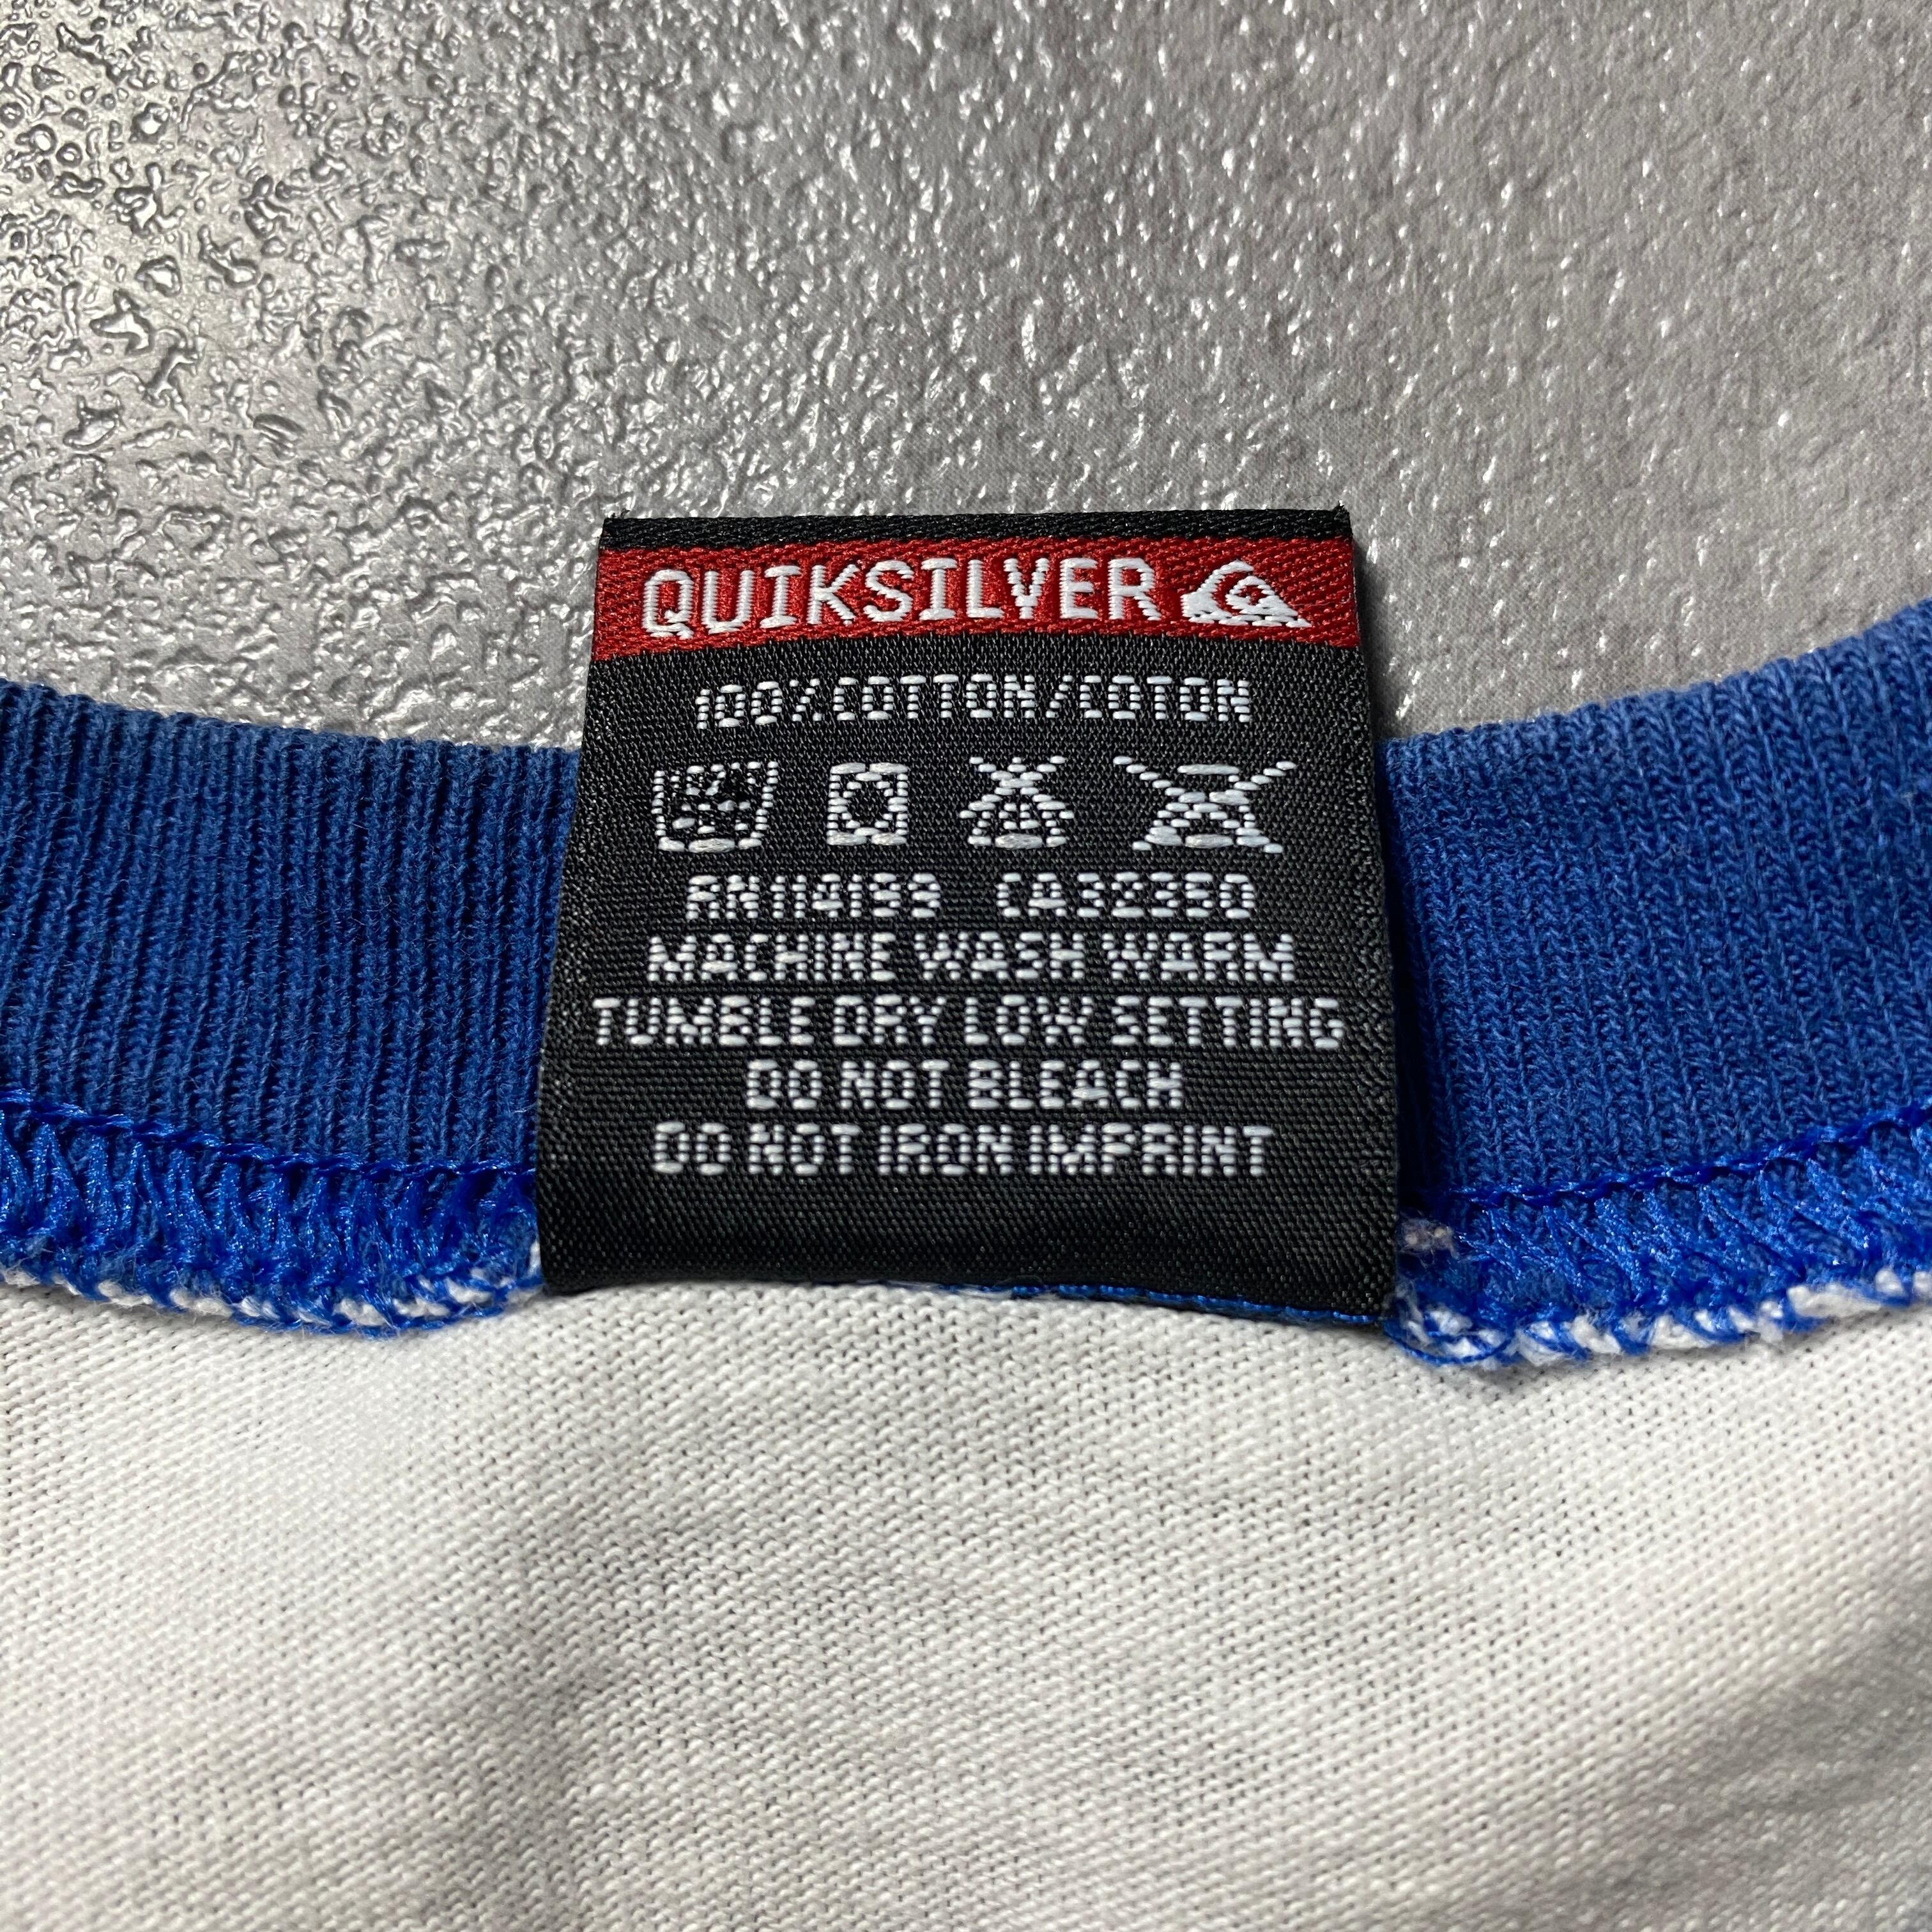 QUIKSILVER
100% COTTON/COTON
RN114199 CA32350
MACHINE WASH WARM
TUMBLE DRY LOW SETTING
DO NOT BLEACH
DO NOT IRON IMPRINT